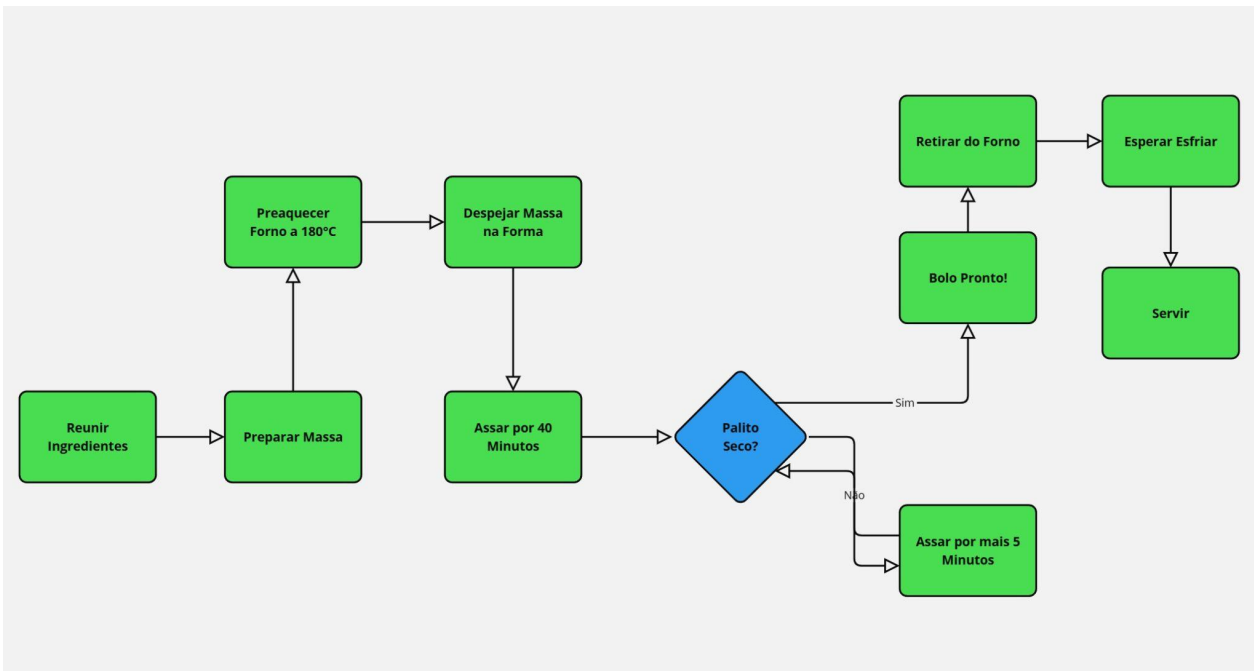 Reunir
Ingredientes
Preparar Massa
Preaquecer
Forno a 180°C
Despejar Massa
na Forma
Assar por 40
Minutos
Palito
Seco?
Sim
Bolo Pronto!
Retirar do Forno
Esperar Esfriar
Servir
Não
Assar por mais 5
Minutos